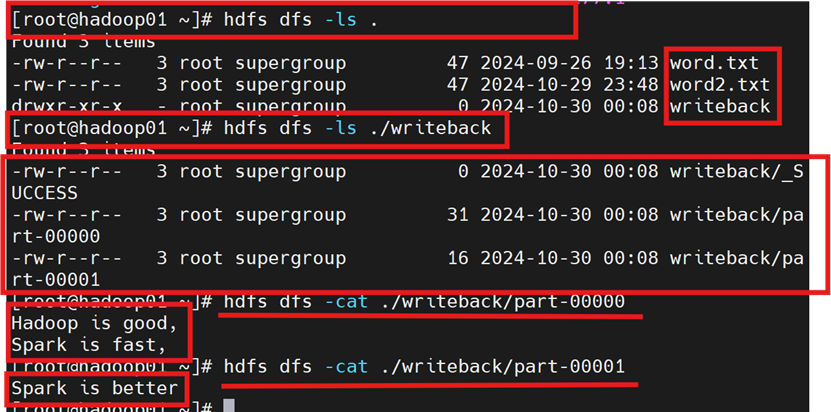 [root@hadoop01 ~]# hdfs dfs -ls .
Found 3 items
-rw-r--r--   3 root supergroup         47 2024-09-26 19:13 word.txt
-rw-r--r--   3 root supergroup         47 2024-10-29 23:48 word2.txt
drwxr-xr-x   - root supergroup          0 2024-10-30 00:08 writeback
[root@hadoop01 ~]# hdfs dfs -ls ./writeback
Found 3 items
-rw-r--r--   3 root supergroup          0 2024-10-30 00:08 writeback/_S
UCCESS
-rw-r--r--   3 root supergroup         31 2024-10-30 00:08 writeback/pa
rt-00000
-rw-r--r--   3 root supergroup         16 2024-10-30 00:08 writeback/pa
rt-00001
[root@hadoop01 ~]# hdfs dfs -cat ./writeback/part-00000
Hadoop is good,
Spark is fast,
[root@hadoop01 ~]# hdfs dfs -cat ./writeback/part-00001
Spark is better
[root@hadoop01 ~]#